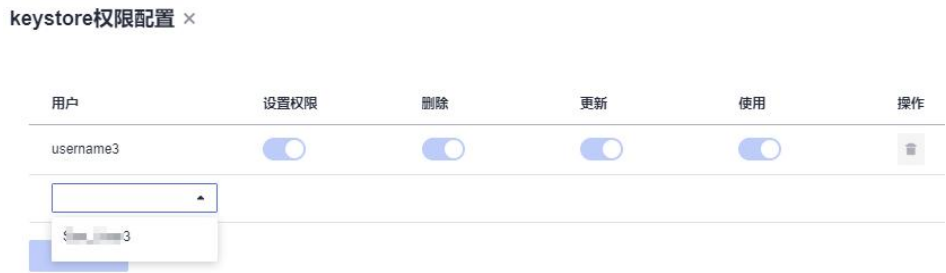 keystore权限配置 ×
用户 设置权限 删除 更新 使用 操作
username3